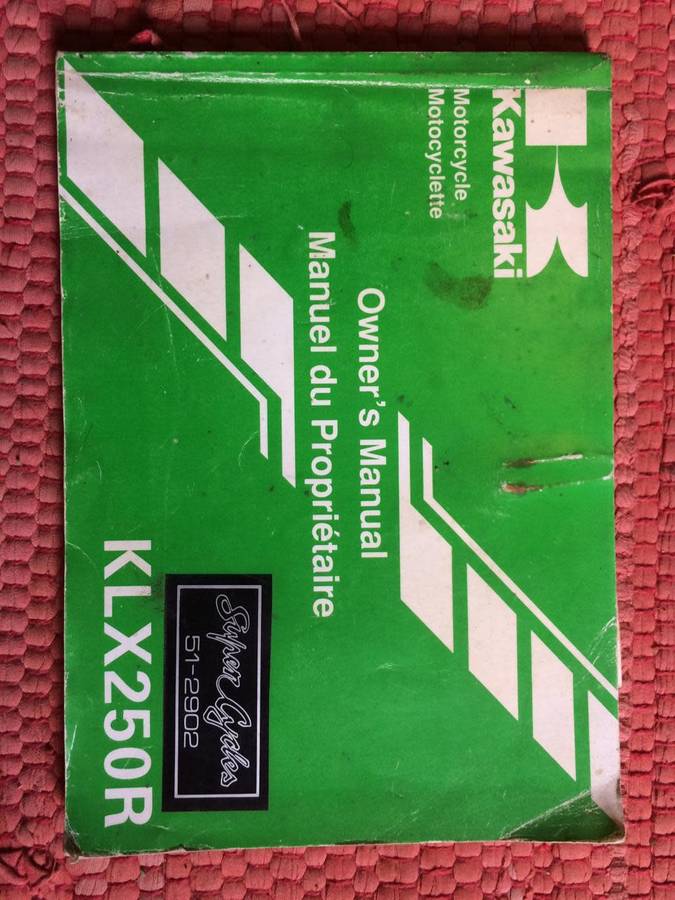 Kawasaki
Motorcycle
Motocyclette
Owner's Manual
Manuel du Propriétaire
Super Cycles
51-2902
KLX250R